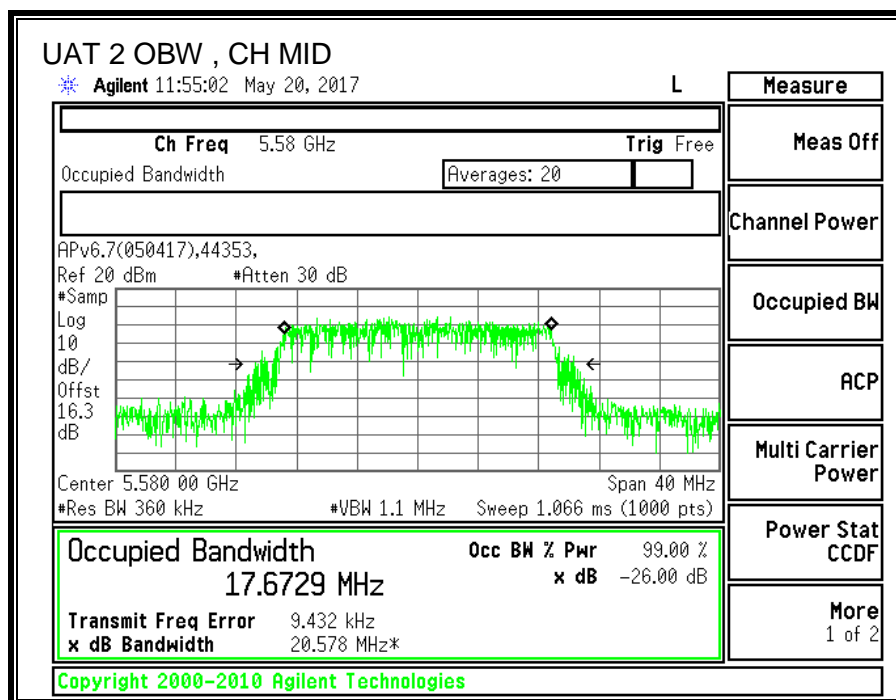 UAT 2 OBW , CH MID
Agilent 11:55:02 May 20, 2017 L
Measure
Ch Freq 5.58 GHz Trig Free
Meas Off
Occupied Bandwidth Averages: 20
Channel Power
APv6.7(050417),44353,
Ref 20 dBm #Atten 30 dB
#Samp
Log
10
dB/
Offst
16.3
dB
Occupied BW
ACP
Center 5.580 00 GHz Span 40 MHz
#Res BW 360 kHz #VBW 1.1 MHz Sweep 1.066 ms (1000 pts)
Multi Carrier
Power
Occupied Bandwidth Occ BW % Pwr 99.00 %
17.6729 MHz x dB -26.00 dB
Power Stat
CCDF
Transmit Freq Error 9.432 kHz
x dB Bandwidth 20.578 MHz*
More
1 of 2
Copyright 2000-2010 Agilent Technologies